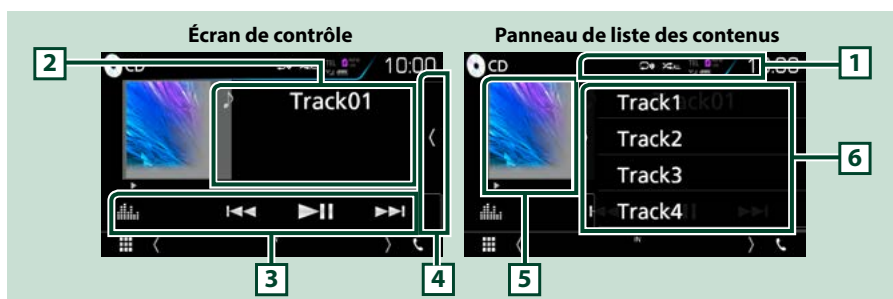 Écran de contrôle
Panneau de liste des contenus
2
CD
10:00
Track01
3
4
CD
1
Track1
Track2
Track3
Track4
6
IN
5